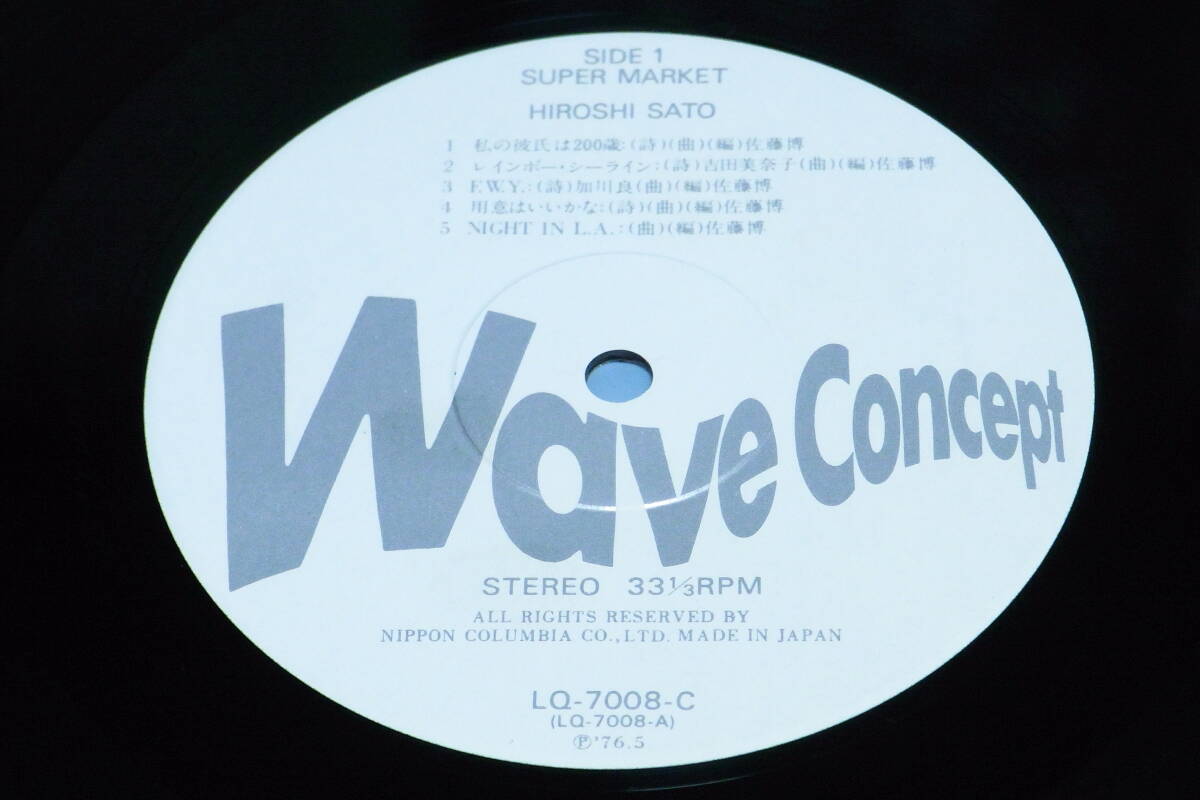 SIDE 1
SUPER MARKET
HIROSHI SATO
1 私の彼氏は200歳:(詩)(曲)(編)佐藤博
2 レインボー・シーライン:(詩)吉田美奈子(曲)(編)佐藤博
3 F.W.Y.:(詩)加川良(曲)(編)佐藤博
4 用意はいいかな:(詩)(曲)(編)佐藤博
5 NIGHT IN L.A.:(曲)(編)佐藤博
Wave Concept
STEREO 33 1/3 RPM
ALL RIGHTS RESERVED BY
NIPPON COLUMBIA CO.,LTD. MADE IN JAPAN
LQ-7008-C
(LQ-7008-A)
Ⓟ'76.5